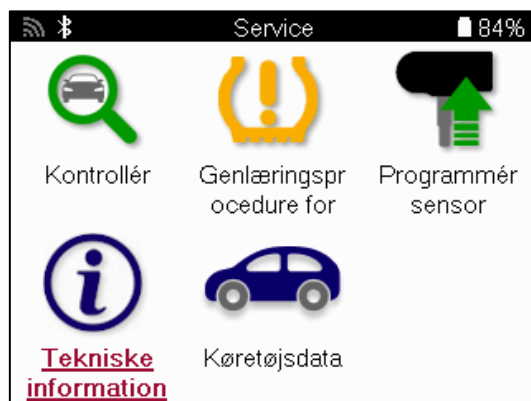 Service 84%
Kontrollér Genlæringspr Programmér
ocedure for sensor
Tekniske Køretøjsdata
information